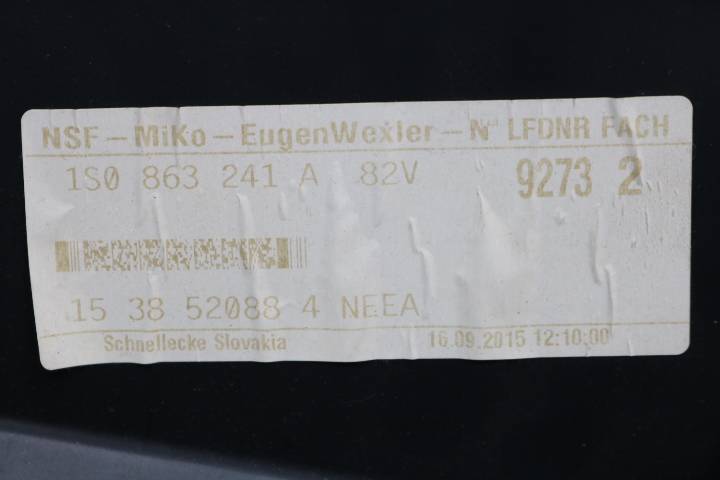 NSF - MiKo - EugenWexler - N" LFDNR FACH
1S0 863 241 A 82V 9273 2
15 38 52088 4 NEEA
Schnellecke Slovakia 16.09.2015 12:10:00